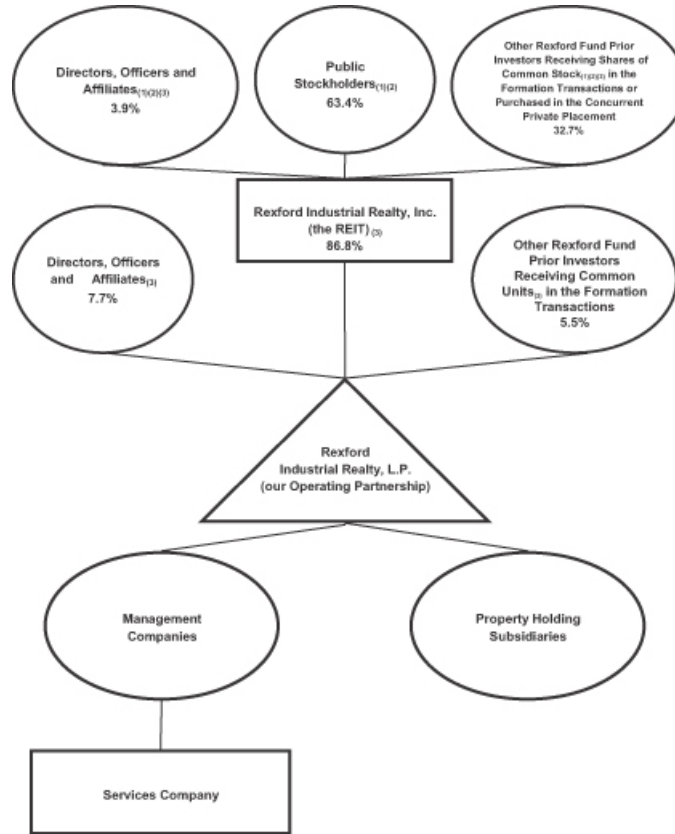 Directors, Officers and
Affiliates(1)(2)(3)
3.9%
Public
Stockholders(1)(2)
63.4%
Other Rexford Fund Prior
Investors Receiving Shares of
Common Stock(1)(2)(3) in the
Formation Transactions or
Purchased in the Concurrent
Private Placement
32.7%
Rexford Industrial Realty, Inc.
(the REIT) (3)
86.8%
Directors, Officers
and Affiliates(3)
7.7%
Other Rexford Fund
Prior Investors
Receiving Common
Units(3) in the Formation
Transactions
5.5%
Rexford
Industrial Realty, L.P.
(our Operating Partnership)
Management
Companies
Property Holding
Subsidiaries
Services Company